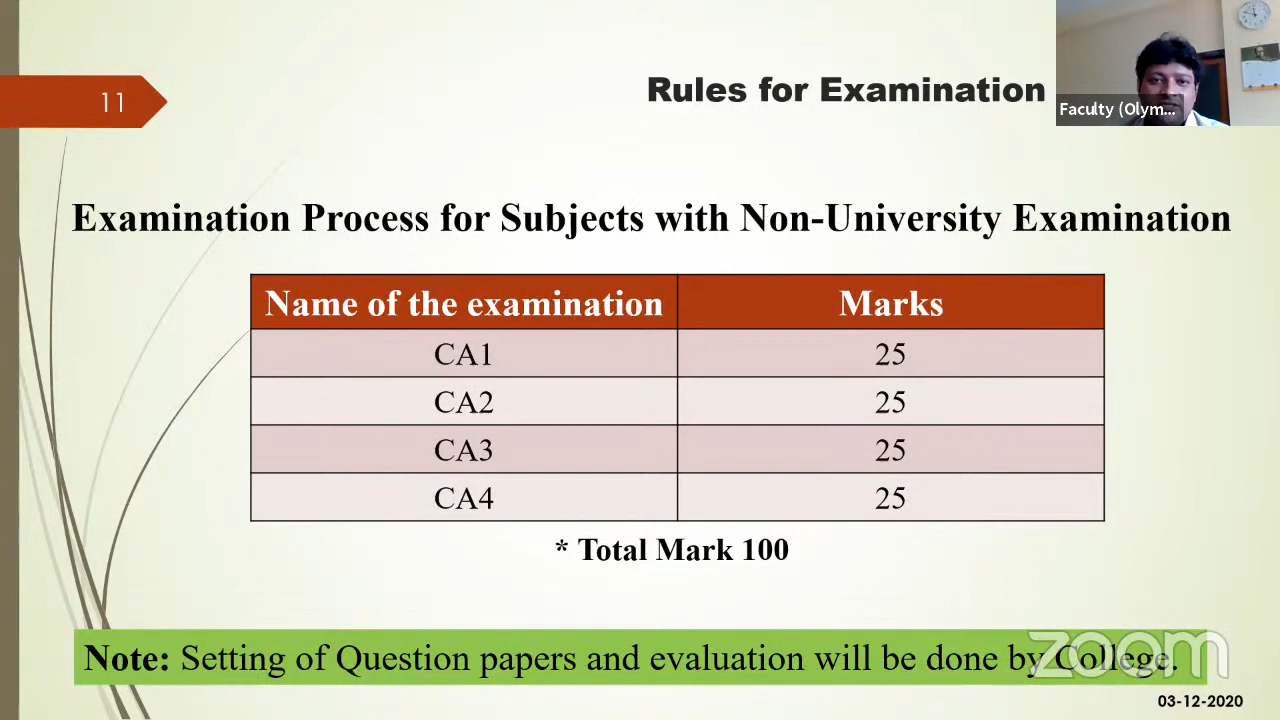 11
Rules for Examination
Faculty (Olym...
Examination Process for Subjects with Non-University Examination
Name of the examination Marks
CA1 25
CA2 25
CA3 25
CA4 25
* Total Mark 100
Note: Setting of Question papers and evaluation will be done by College.
zoom
03-12-2020